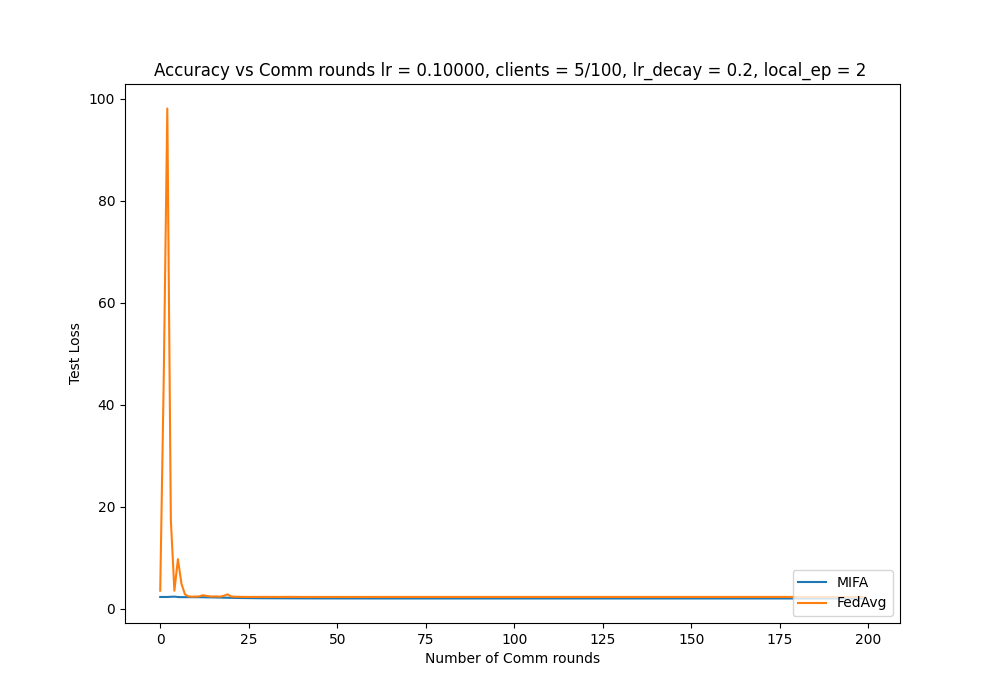 Accuracy vs Comm rounds lr = 0.10000, clients = 5/100, lr_decay = 0.2, local_ep = 2
100
80
60
40
20
0
Test Loss
0 25 50 75 100 125 150 175 200
Number of Comm rounds
MIFA
FedAvg